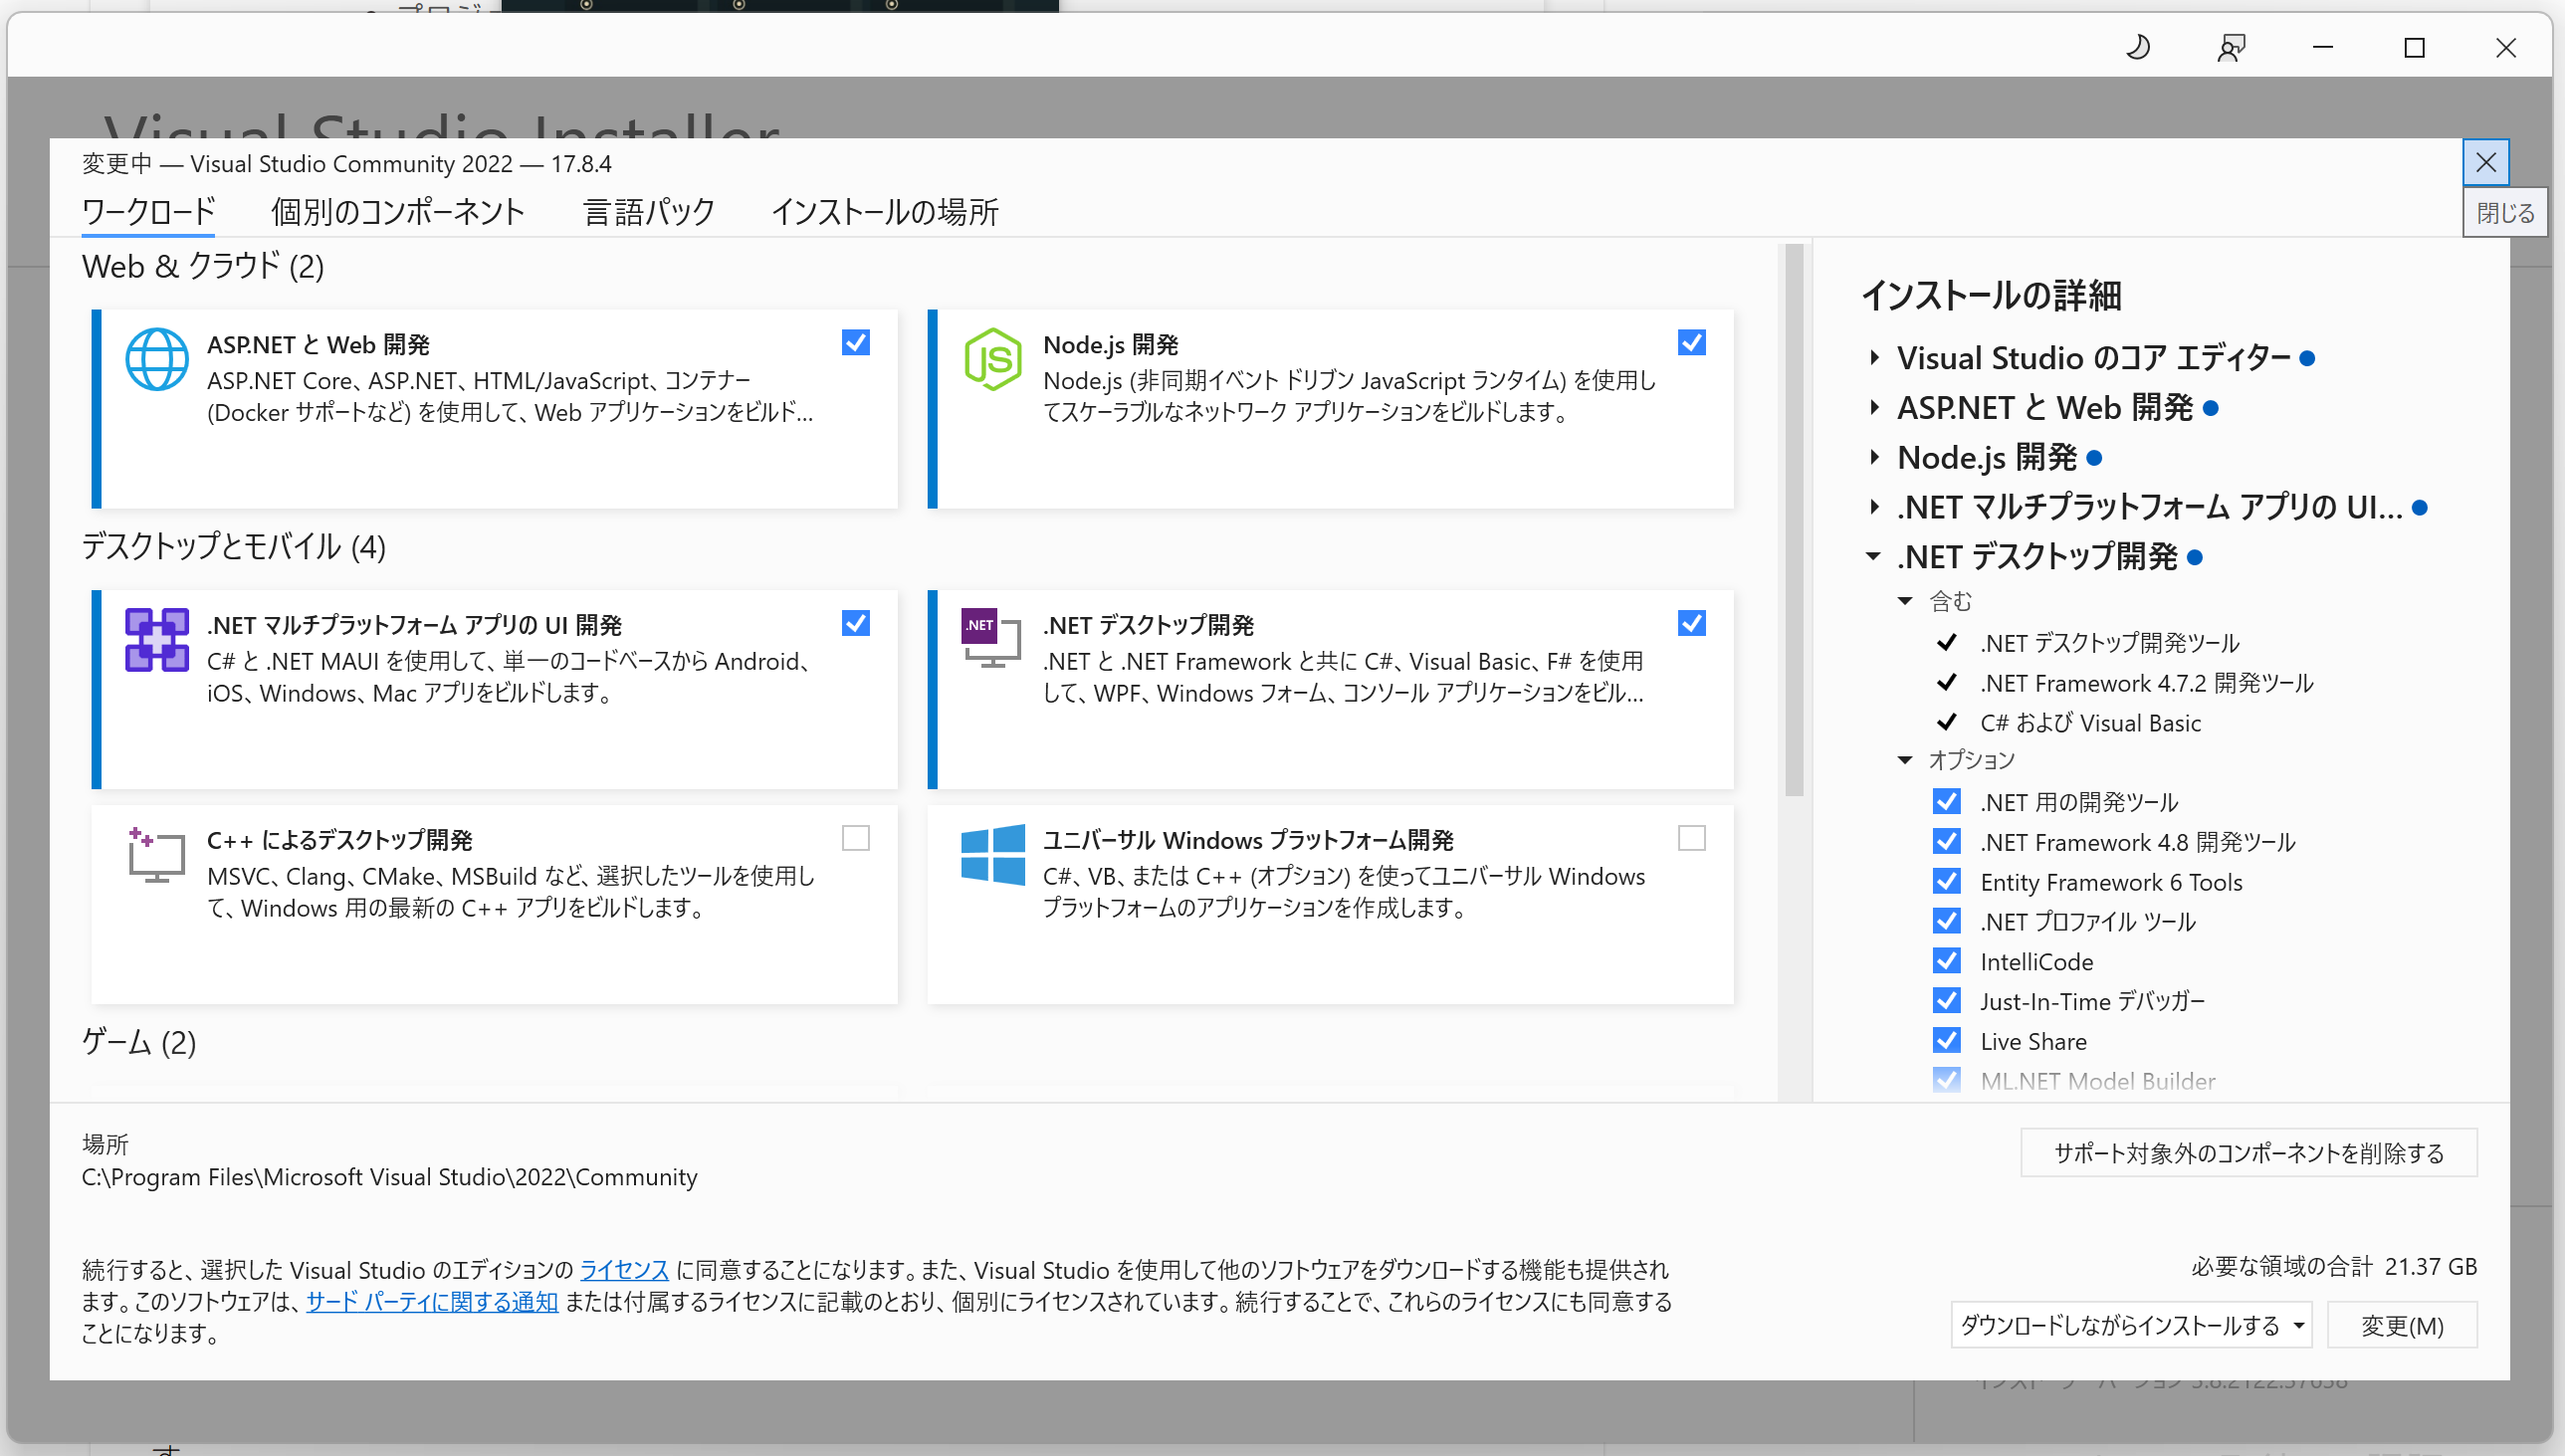 Visual Studio Installer
変更中 — Visual Studio Community 2022 — 17.8.4
閉じる
ワークロード
個別のコンポーネント
言語パック
インストールの場所
Web & クラウド (2)
ASP.NET と Web 開発
ASP.NET Core、ASP.NET、HTML/JavaScript、コンテナー
(Docker サポートなど) を使用して、Web アプリケーションをビルド...
Node.js 開発
Node.js (非同期イベント ドリブン JavaScript ランタイム) を使用し
てスケーラブルなネットワーク アプリケーションをビルドします。
デスクトップとモバイル (4)
.NET マルチプラットフォーム アプリの UI 開発
C# と .NET MAUI を使用して、単一のコードベースから Android、
iOS、Windows、Mac アプリをビルドします。
.NET
.NET デスクトップ開発
.NET と .NET Framework と共に C#、Visual Basic、F# を使用
して、WPF、Windows フォーム、コンソール アプリケーションをビル...
C++ によるデスクトップ開発
MSVC、Clang、CMake、MSBuild など、選択したツールを使用し
て、Windows 用の最新の C++ アプリをビルドします。
ユニバーサル Windows プラットフォーム開発
C#、VB、または C++ (オプション) を使ってユニバーサル Windows
プラットフォームのアプリケーションを作成します。
ゲーム (2)
インストールの詳細
Visual Studio のコア エディター
ASP.NET と Web 開発
Node.js 開発
.NET マルチプラットフォーム アプリの UI...
.NET デスクトップ開発
含む
.NET デスクトップ開発ツール
.NET Framework 4.7.2 開発ツール
C# および Visual Basic
オプション
.NET 用の開発ツール
.NET Framework 4.8 開発ツール
Entity Framework 6 Tools
.NET プロファイル ツール
IntelliCode
Just-In-Time デバッガー
Live Share
ML.NET Model Builder
場所
C:\Program Files\Microsoft Visual Studio\2022\Community
サポート対象外のコンポーネントを削除する
続行すると、選択した Visual Studio のエディションの ライセンス に同意することになります。また、Visual Studio を使用して他のソフトウェアをダウンロードする機能も提供され
ます。このソフトウェアは、サード パーティに関する通知 または付属するライセンスに記載のとおり、個別にライセンスされています。続行することで、これらのライセンスにも同意する
ことになります。
必要な領域の合計 21.37 GB
ダウンロードしながらインストールする
変更(M)